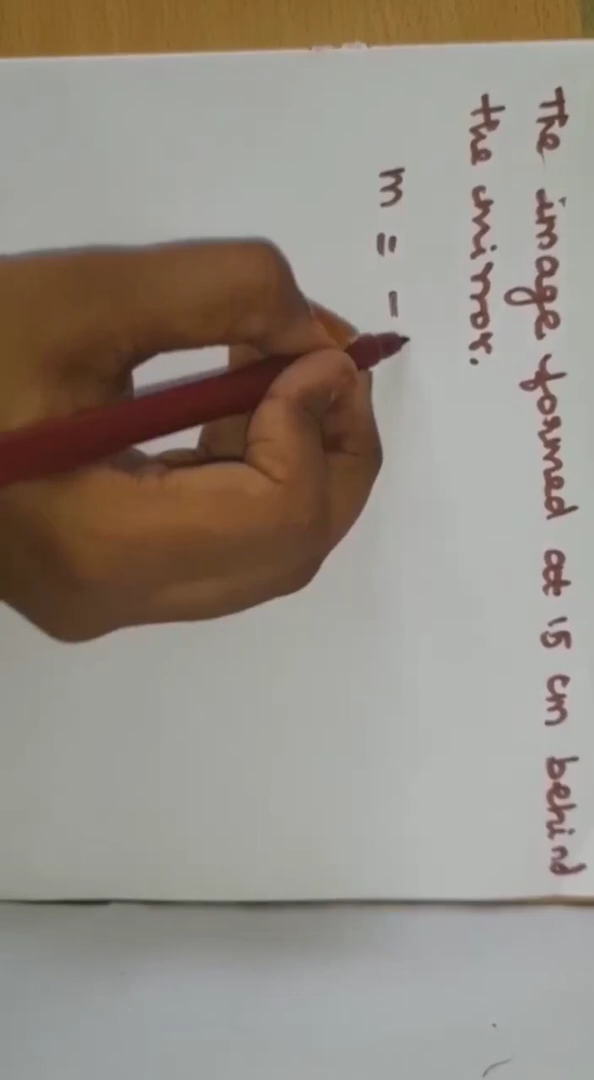 The image formed at 15 cm behind
the mirror.
m = -